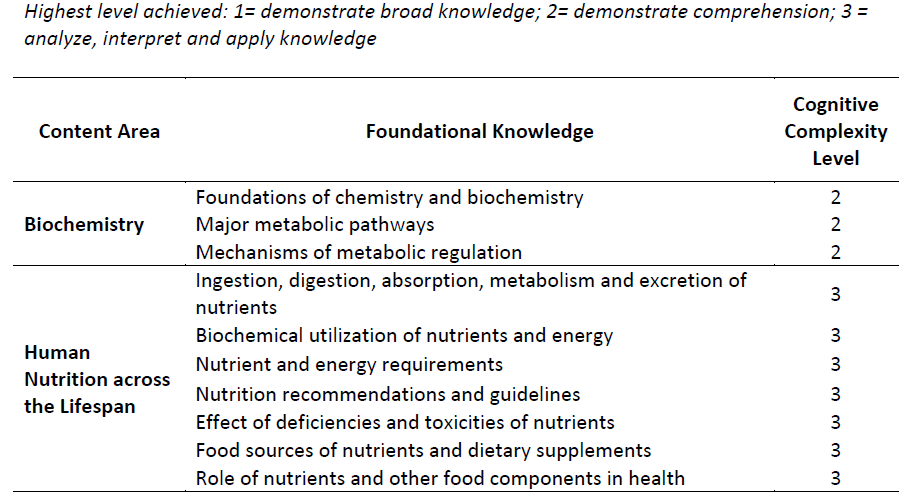 Highest level achieved: 1= demonstrate broad knowledge; 2= demonstrate comprehension; 3 =
analyze, interpret and apply knowledge
Content Area
Foundational Knowledge
Cognitive
Complexity
Level
Biochemistry
Foundations of chemistry and biochemistry 2
Major metabolic pathways 2
Mechanisms of metabolic regulation 2
Human
Nutrition across
the Lifespan
Ingestion, digestion, absorption, metabolism and excretion of
nutrients 3
Biochemical utilization of nutrients and energy 3
Nutrient and energy requirements 3
Nutrition recommendations and guidelines 3
Effect of deficiencies and toxicities of nutrients 3
Food sources of nutrients and dietary supplements 3
Role of nutrients and other food components in health 3